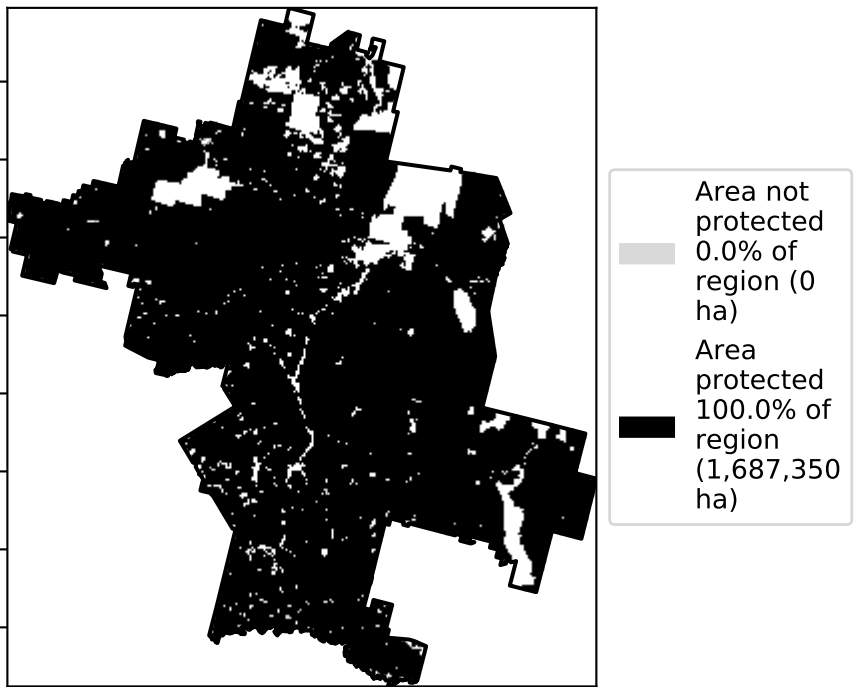 Area not
protected
0.0% of
region (0
ha)
Area
protected
100.0% of
region
(1,687,350
ha)